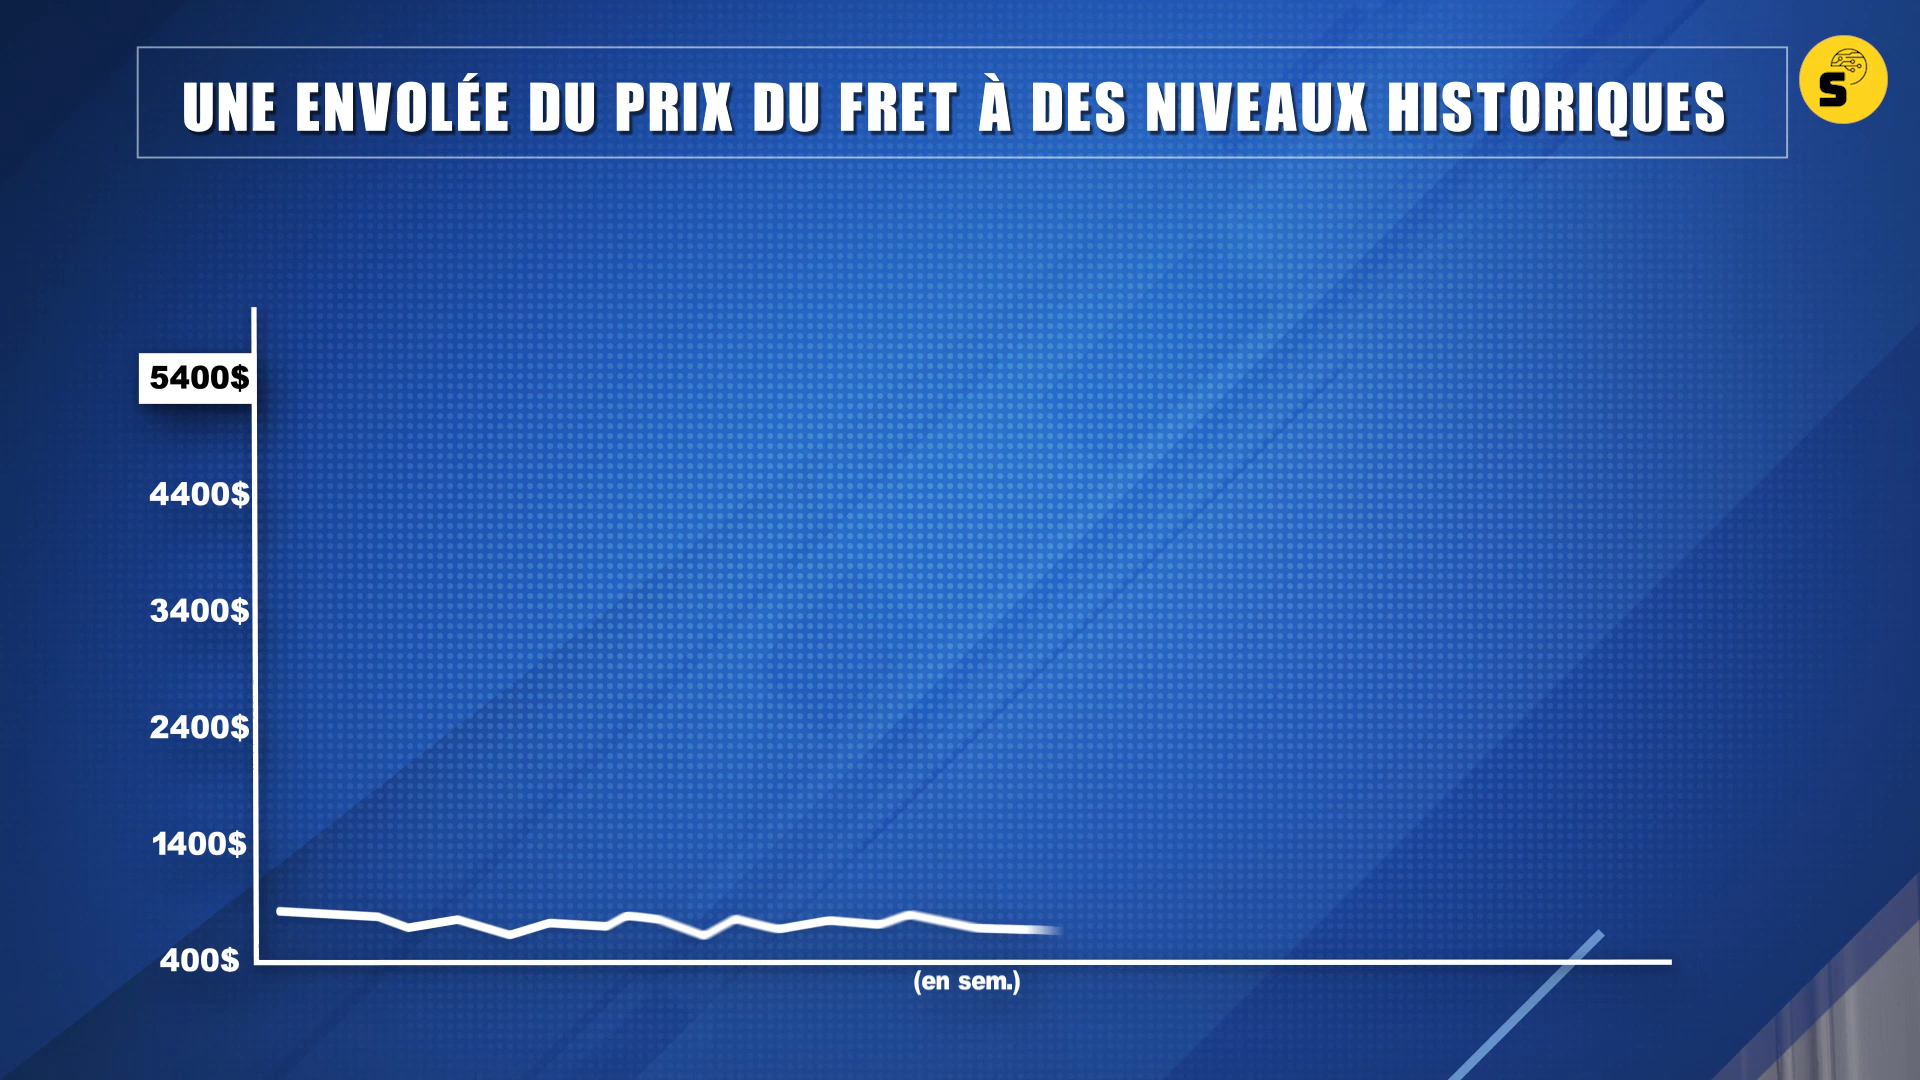 UNE ENVOLÉE DU PRIX DU FRET À DES NIVEAUX HISTORIQUES
S
5400$
4400$
3400$
2400$
1400$
400$
(en sem.)